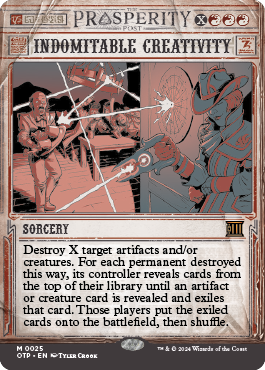 THE
PROSPERITY
POST
X
INDOMITABLE CREATIVITY
SORCERY
Destroy X target artifacts and/or
creatures. For each permanent destroyed
this way, its controller reveals cards from
the top of their library until an artifact
or creature card is revealed and exiles
that card. Those players put the exiled
cards onto the battlefield, then shuffle.
M 0025
OTP • EN TYLER CROOK
™ & © 2024 Wizards of the Coast